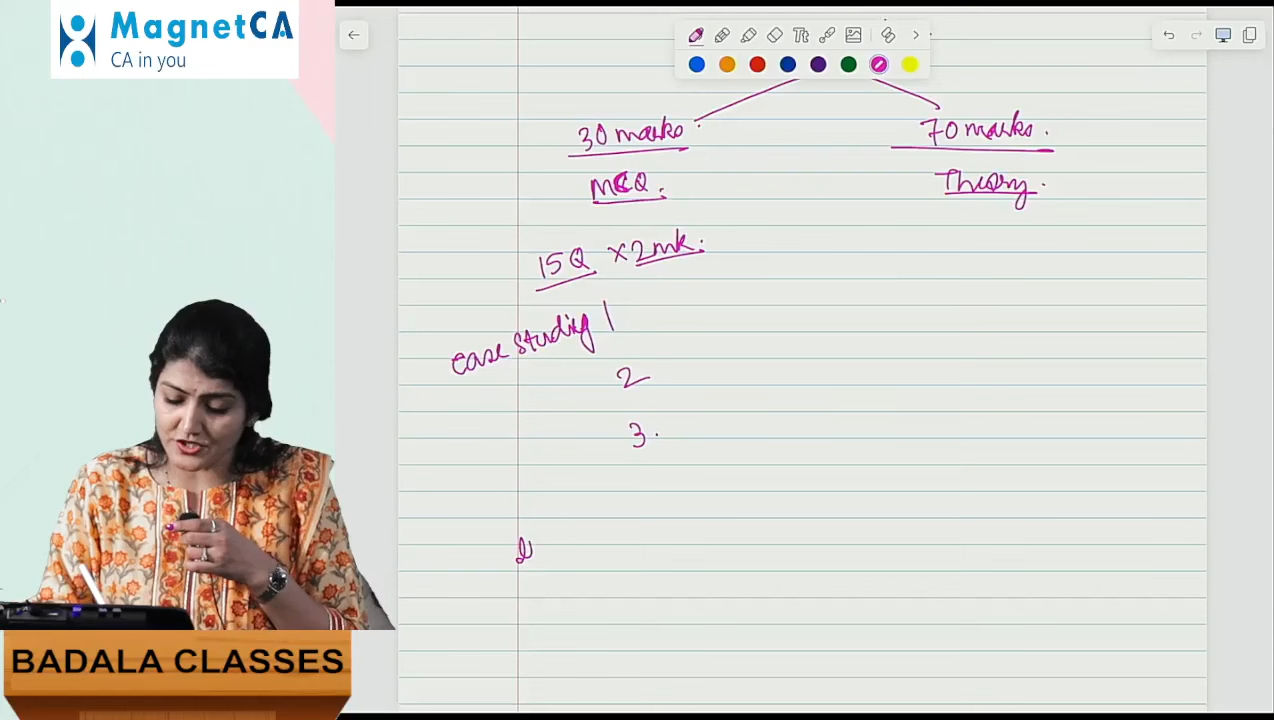 MagnetCA
CA in you
30 marks
70 marks.
MCQ.
Theory.
15Q × 2mk.
case studies 1
2
3.
BADALA CLASSES